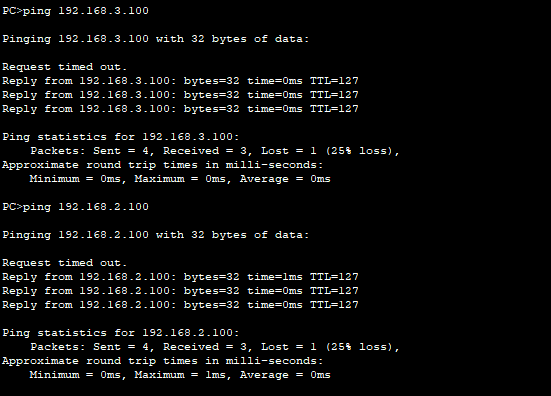 PC>ping 192.168.3.100
Pinging 192.168.3.100 with 32 bytes of data:
Request timed out.
Reply from 192.168.3.100: bytes=32 time=0ms TTL=127
Reply from 192.168.3.100: bytes=32 time=0ms TTL=127
Reply from 192.168.3.100: bytes=32 time=0ms TTL=127
Ping statistics for 192.168.3.100:
Packets: Sent = 4, Received = 3, Lost = 1 (25% loss),
Approximate round trip times in milli-seconds:
Minimum = 0ms, Maximum = 0ms, Average = 0ms
PC>ping 192.168.2.100
Pinging 192.168.2.100 with 32 bytes of data:
Request timed out.
Reply from 192.168.2.100: bytes=32 time=1ms TTL=127
Reply from 192.168.2.100: bytes=32 time=0ms TTL=127
Reply from 192.168.2.100: bytes=32 time=0ms TTL=127
Ping statistics for 192.168.2.100:
Packets: Sent = 4, Received = 3, Lost = 1 (25% loss),
Approximate round trip times in milli-seconds:
Minimum = 0ms, Maximum = 1ms, Average = 0ms